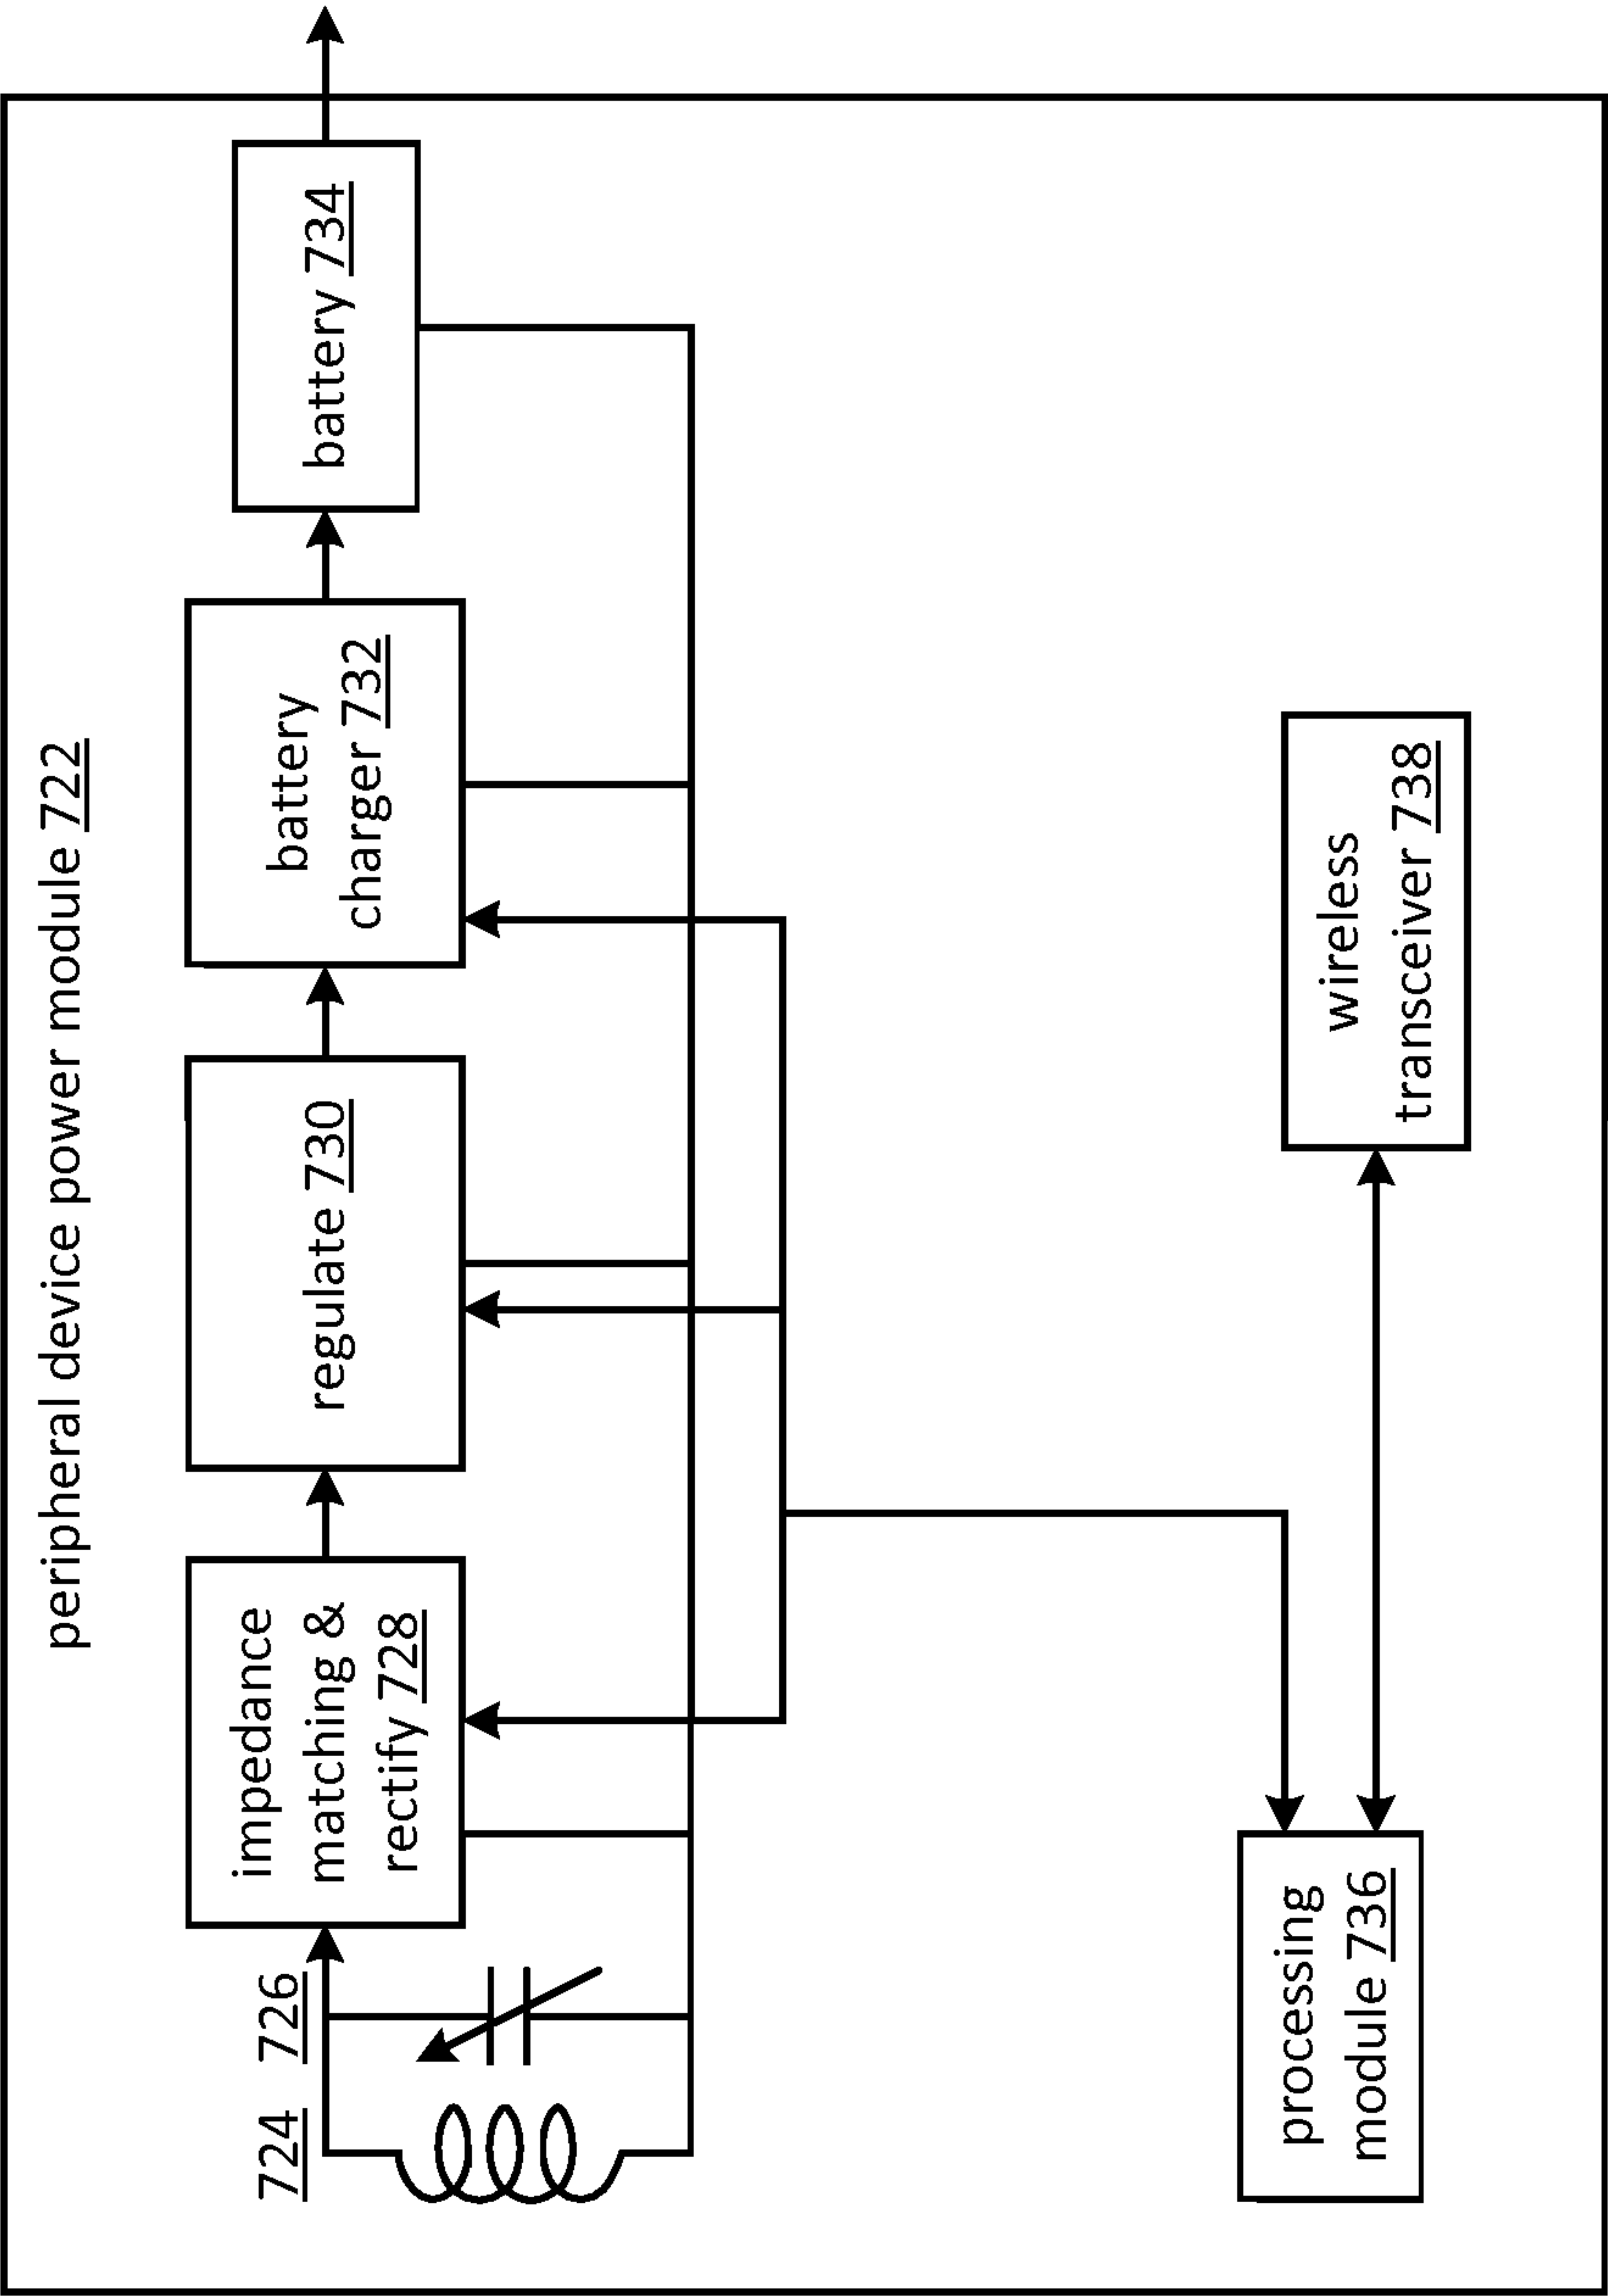 peripheral device power module 722
724 726
impedance
matching &
rectify 728
regulate 730
battery
charger 732
battery 734
processing
module 736
wireless
transceiver 738